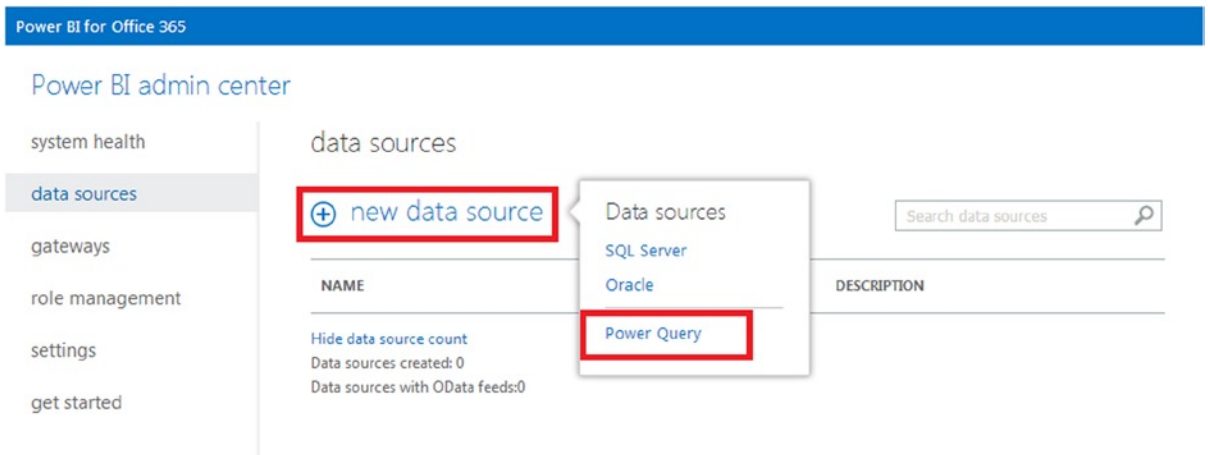 Power BI for Office 365
Power BI admin center
system health
data sources
gateways
role management
settings
get started
data sources
new data source
Search data sources
NAME
DESCRIPTION
Hide data source count
Data sources created: 0
Data sources with OData feeds:0
Data sources
SQL Server
Oracle
Power Query